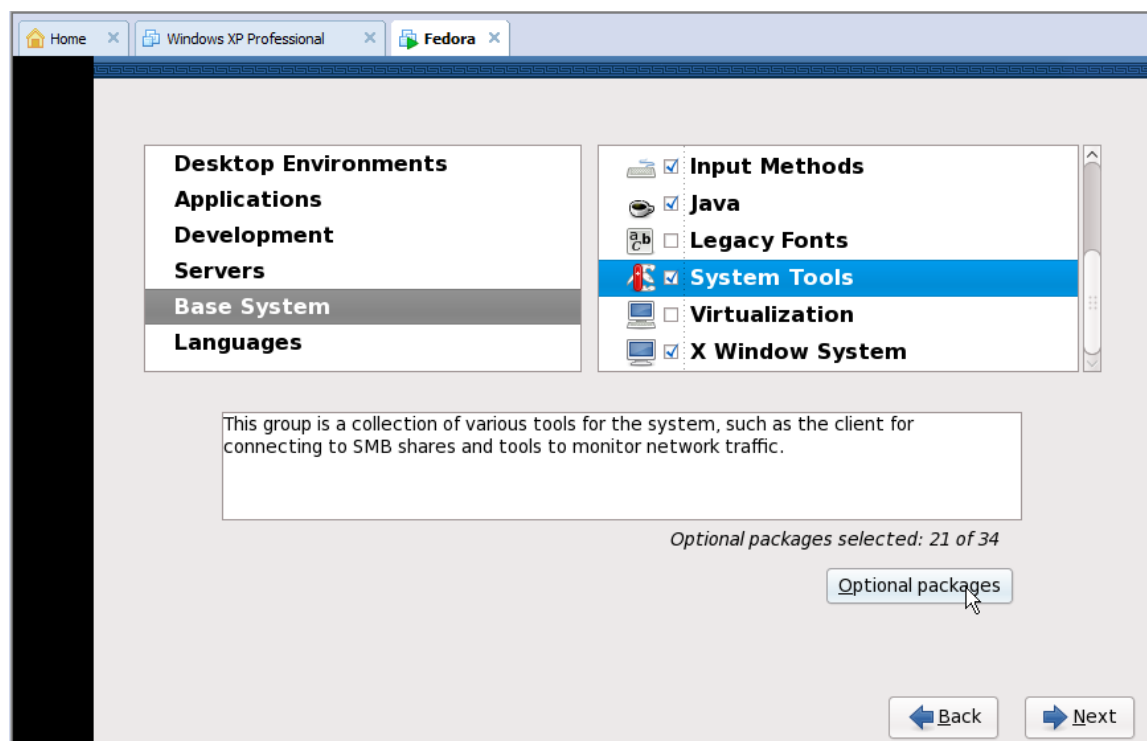 Home
Windows XP Professional
Fedora
Desktop Environments
Applications
Development
Servers
Base System
Languages
Input Methods
Java
Legacy Fonts
System Tools
Virtualization
X Window System
This group is a collection of various tools for the system, such as the client for
connecting to SMB shares and tools to monitor network traffic.
Optional packages selected: 21 of 34
Optional packages
Back
Next